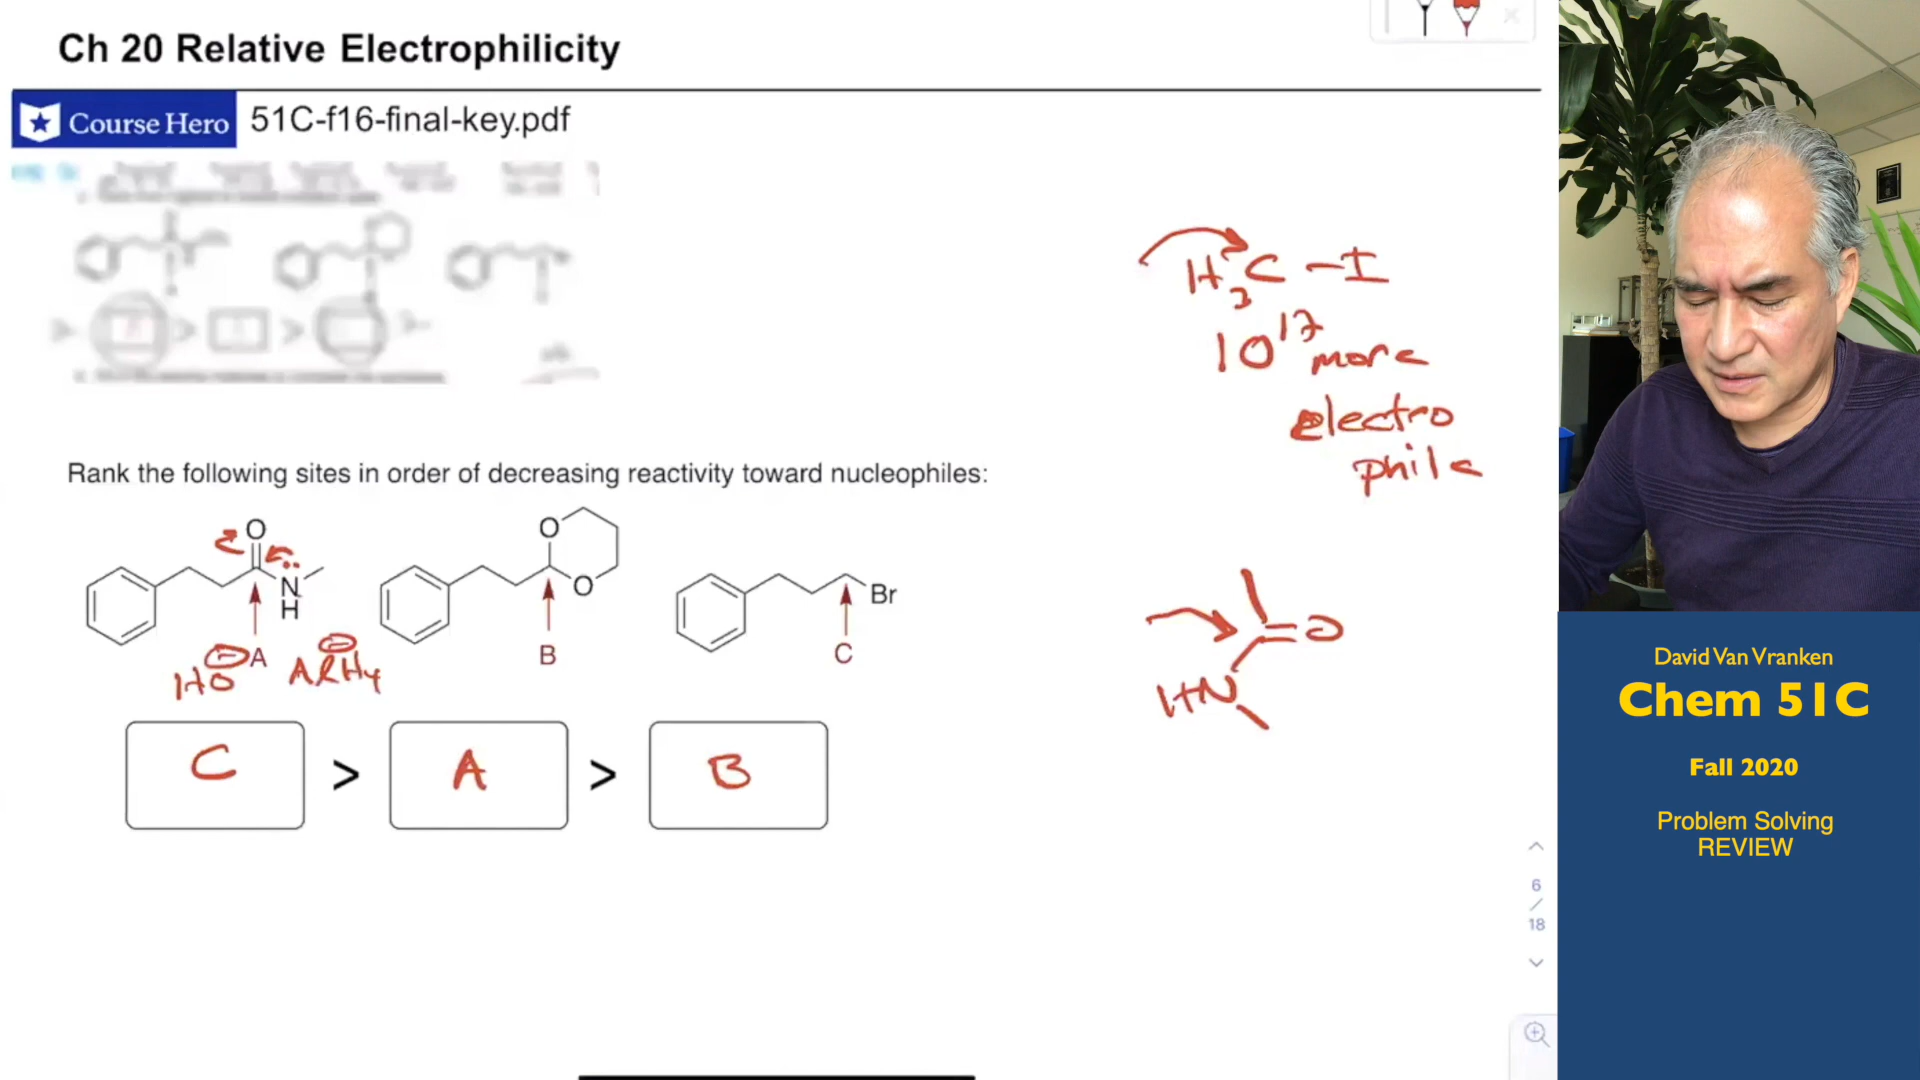 Ch 20 Relative Electrophilicity
Course Hero 51C-f16-final-key.pdf
H3C-I
10^13 more
electro
phile
Rank the following sites in order of decreasing reactivity toward nucleophiles:
O
N
H
A
HO⊖
⊖
AlH4
O
O
B
Br
C
O
HN
C > A > B
6
/
18
David Van Vranken
Chem 51C
Fall 2020
Problem Solving
REVIEW